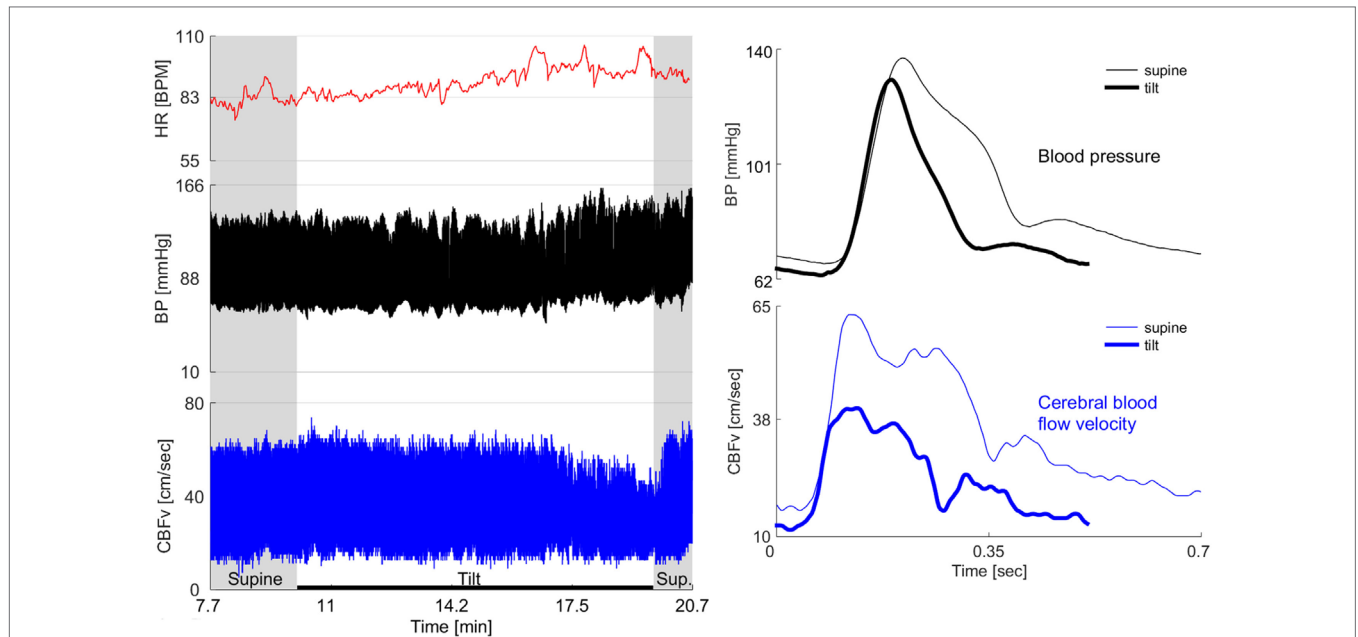 110
83
55
HR [BPM]
166
88
10
BP [mmHg]
80
40
0
CBFv [cm/sec]
Supine
Tilt
Sup.
7.7
11
14.2
17.5
20.7
Time [min]
140
101
62
BP [mmHg]
supine
tilt
Blood pressure
65
38
10
CBFv [cm/sec]
supine
tilt
Cerebral blood
flow velocity
0
0.35
0.7
Time [sec]